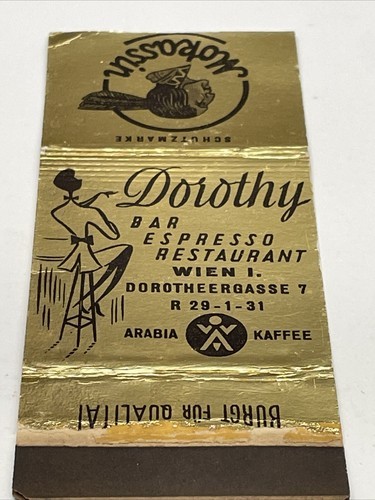 Mokassin
SCHUTZMARKE
Dorothy
BAR
ESPRESSO
RESTAURANT
WIEN I.
DOROTHEERGASSE 7
R 29-1-31
ARABIA KAFFEE
BÜRGT FÜR QUALITÄT